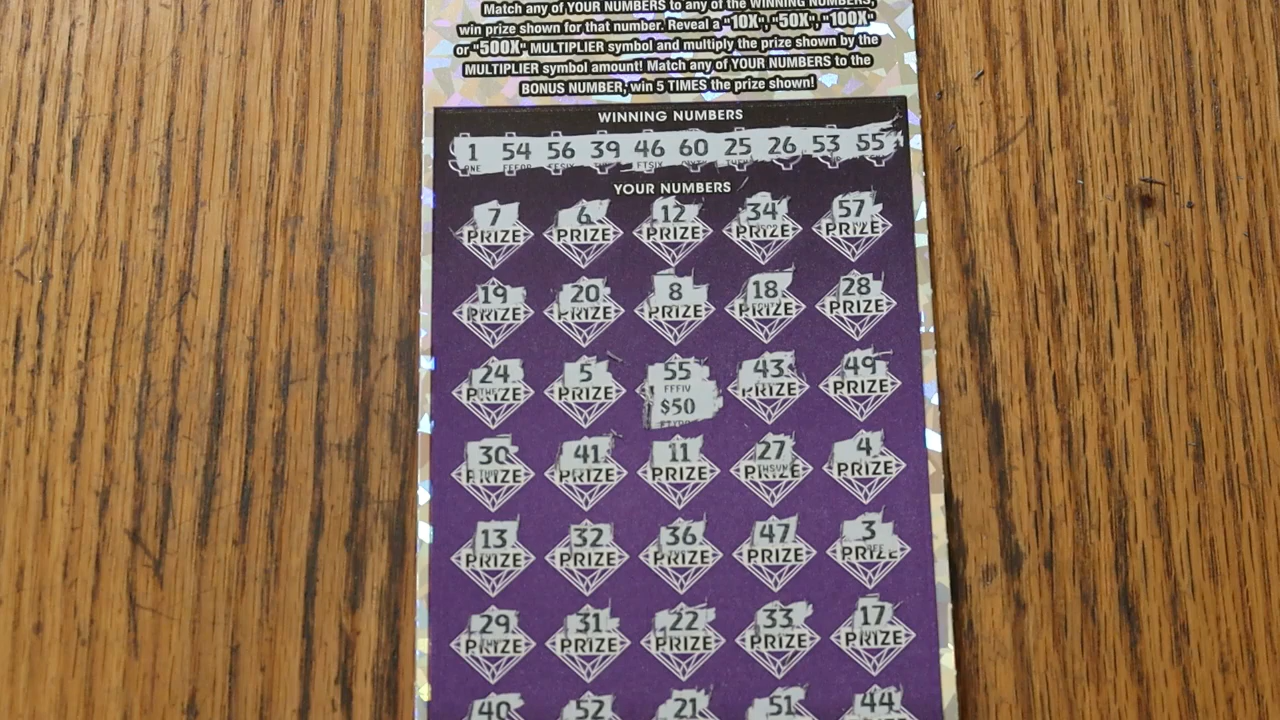 Match any of YOUR NUMBERS to any of the WINNING NUMBERS,
win prize shown for that number. Reveal a "10X", "50X", "100X"
or "500X" MULTIPLIER symbol and multiply the prize shown by the
MULTIPLIER symbol amount! Match any of YOUR NUMBERS to the
BONUS NUMBER, win 5 TIMES the prize shown!
WINNING NUMBERS
1 54 56 39 46 60 25 26 53 55
YOUR NUMBERS
7 6 12 34 57
PRIZE PRIZE PRIZE PRIZE PRIZE
19 20 8 18 28
PRIZE PRIZE PRIZE PRIZE PRIZE
24 5 55 43 49
PRIZE PRIZE FFFIV PRIZE PRIZE
$50
30 41 11 27 4
PRIZE PRIZE PRIZE PRIZE PRIZE
13 32 36 47 3
PRIZE PRIZE PRIZE PRIZE PRIZE
29 31 22 33 17
PRIZE PRIZE PRIZE PRIZE PRIZE
40 52 21 51 44